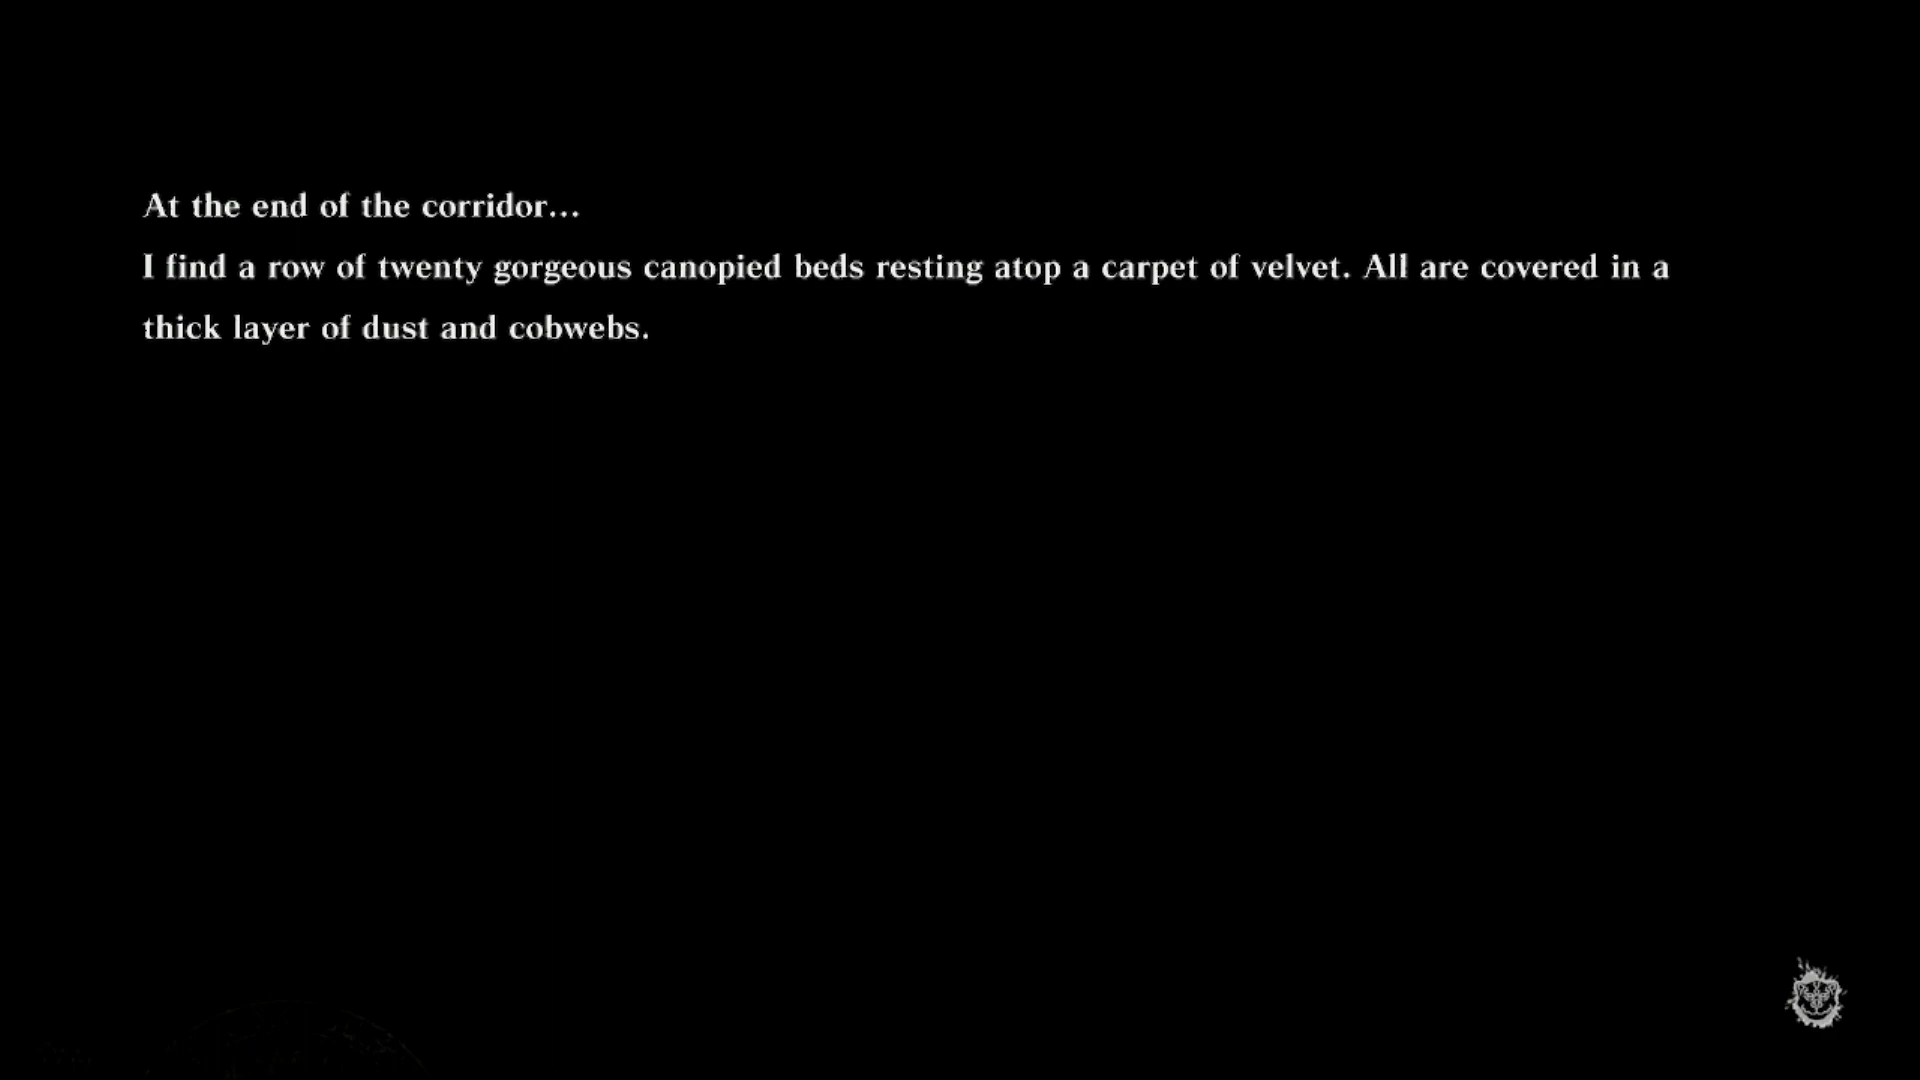 At the end of the corridor...
I find a row of twenty gorgeous canopied beds resting atop a carpet of velvet. All are covered in a
thick layer of dust and cobwebs.